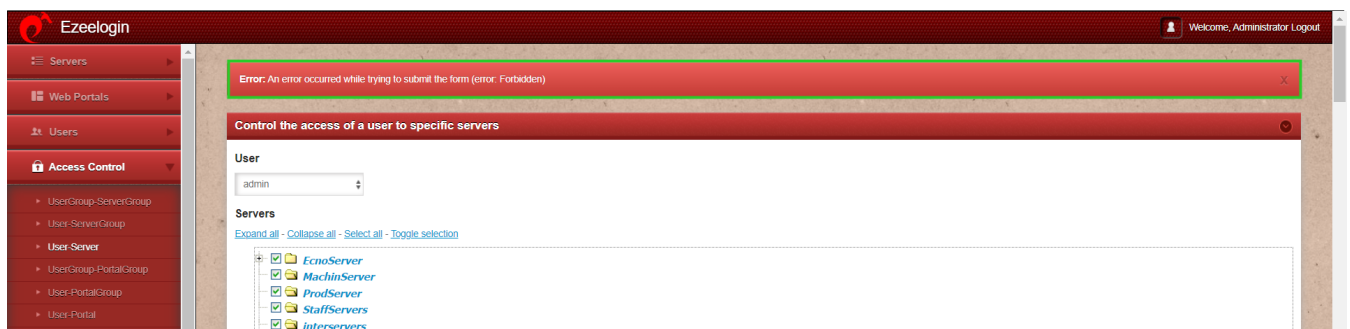 Ezeelogin
Welcome, Administrator Logout
Servers
Web Portals
Users
Access Control
UserGroup-ServerGroup
User-ServerGroup
User-Server
UserGroup-PortalGroup
User-PortalGroup
User-Portal
Error: An error occurred while trying to submit the form (error: Forbidden)
X
Control the access of a user to specific servers
User
admin
Servers
Expand all - Collapse all - Select all - Toggle selection
EcnoServer
MachinServer
ProdServer
StaffServers
interservers